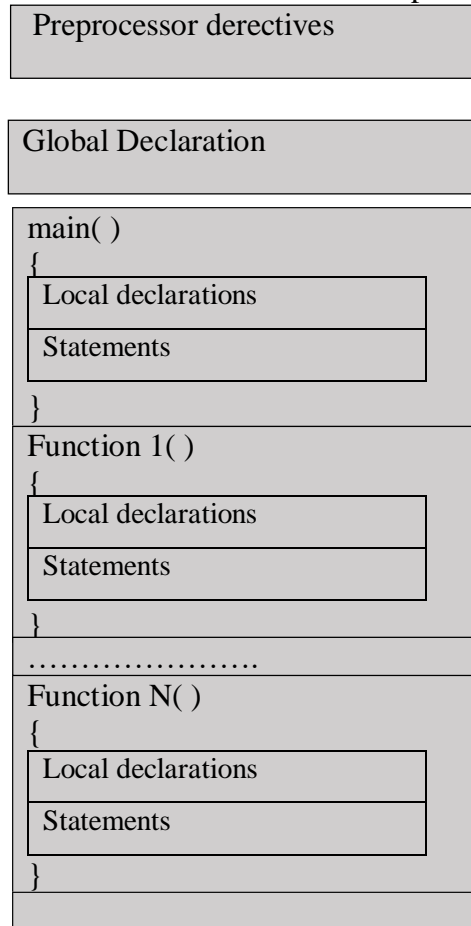 Preprocessor derectives
Global Declaration
main( )
{
Local declarations
Statements
}
Function 1( )
{
Local declarations
Statements
}
………………….
Function N( )
{
Local declarations
Statements
}